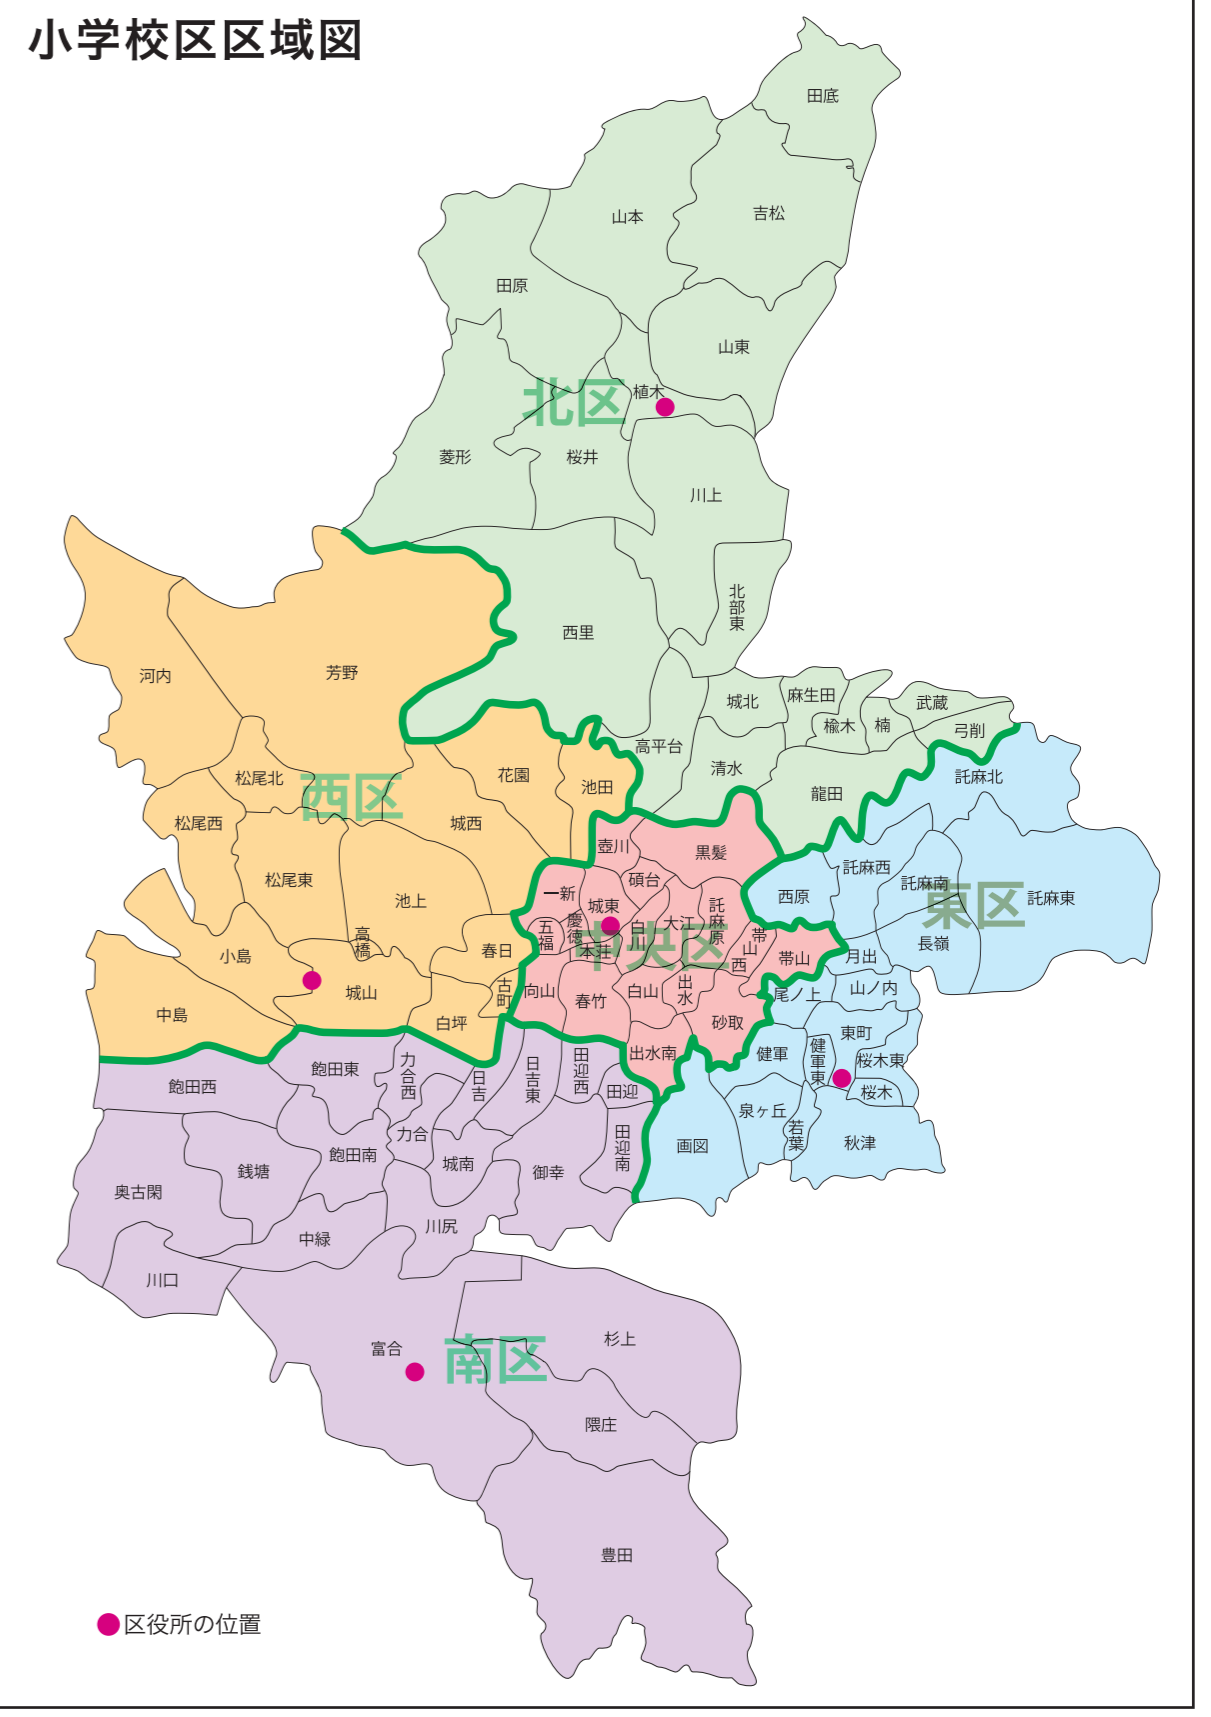 小学校区区域図
田底
山本
吉松
田原
山東
植木
北区
菱形
桜井
川上
北部東
西里
河内
芳野
城北
麻生田
楡木
楠
武蔵
弓削
高平台
清水
龍田
託麻北
松尾北
西区
花園
池田
松尾西
城西
壺川
黒髪
託麻西
託麻南
東区
託麻東
松尾東
池上
一新
碩台
西原
城東
慶徳
五福
白川
大江
託麻原
中央区
本荘
帯山西
帯山
月出
長嶺
小島
高橋
春日
城山
古町
向山
春竹
白山
出水
尾ノ上
山ノ内
中島
白坪
砂取
出水南
健軍
健軍東
東町
桜木東
桜木
飽田西
飽田東
力合西
日吉
日吉東
田迎西
田迎
泉ヶ丘
若葉
秋津
画図
力合
飽田南
城南
御幸
田迎南
銭塘
奥古閑
中緑
川尻
川口
富合
南区
杉上
隈庄
豊田
区役所の位置